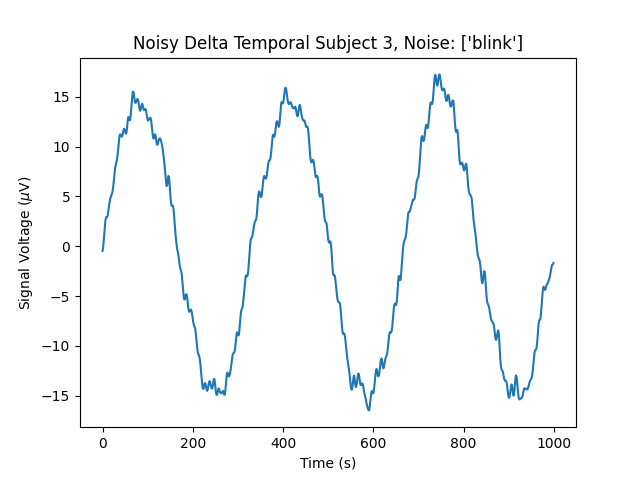 Noisy Delta Temporal Subject 3, Noise: ['blink']
15
10
5
0
−5
−10
−15
Signal Voltage (μV)
0 200 400 600 800 1000
Time (s)